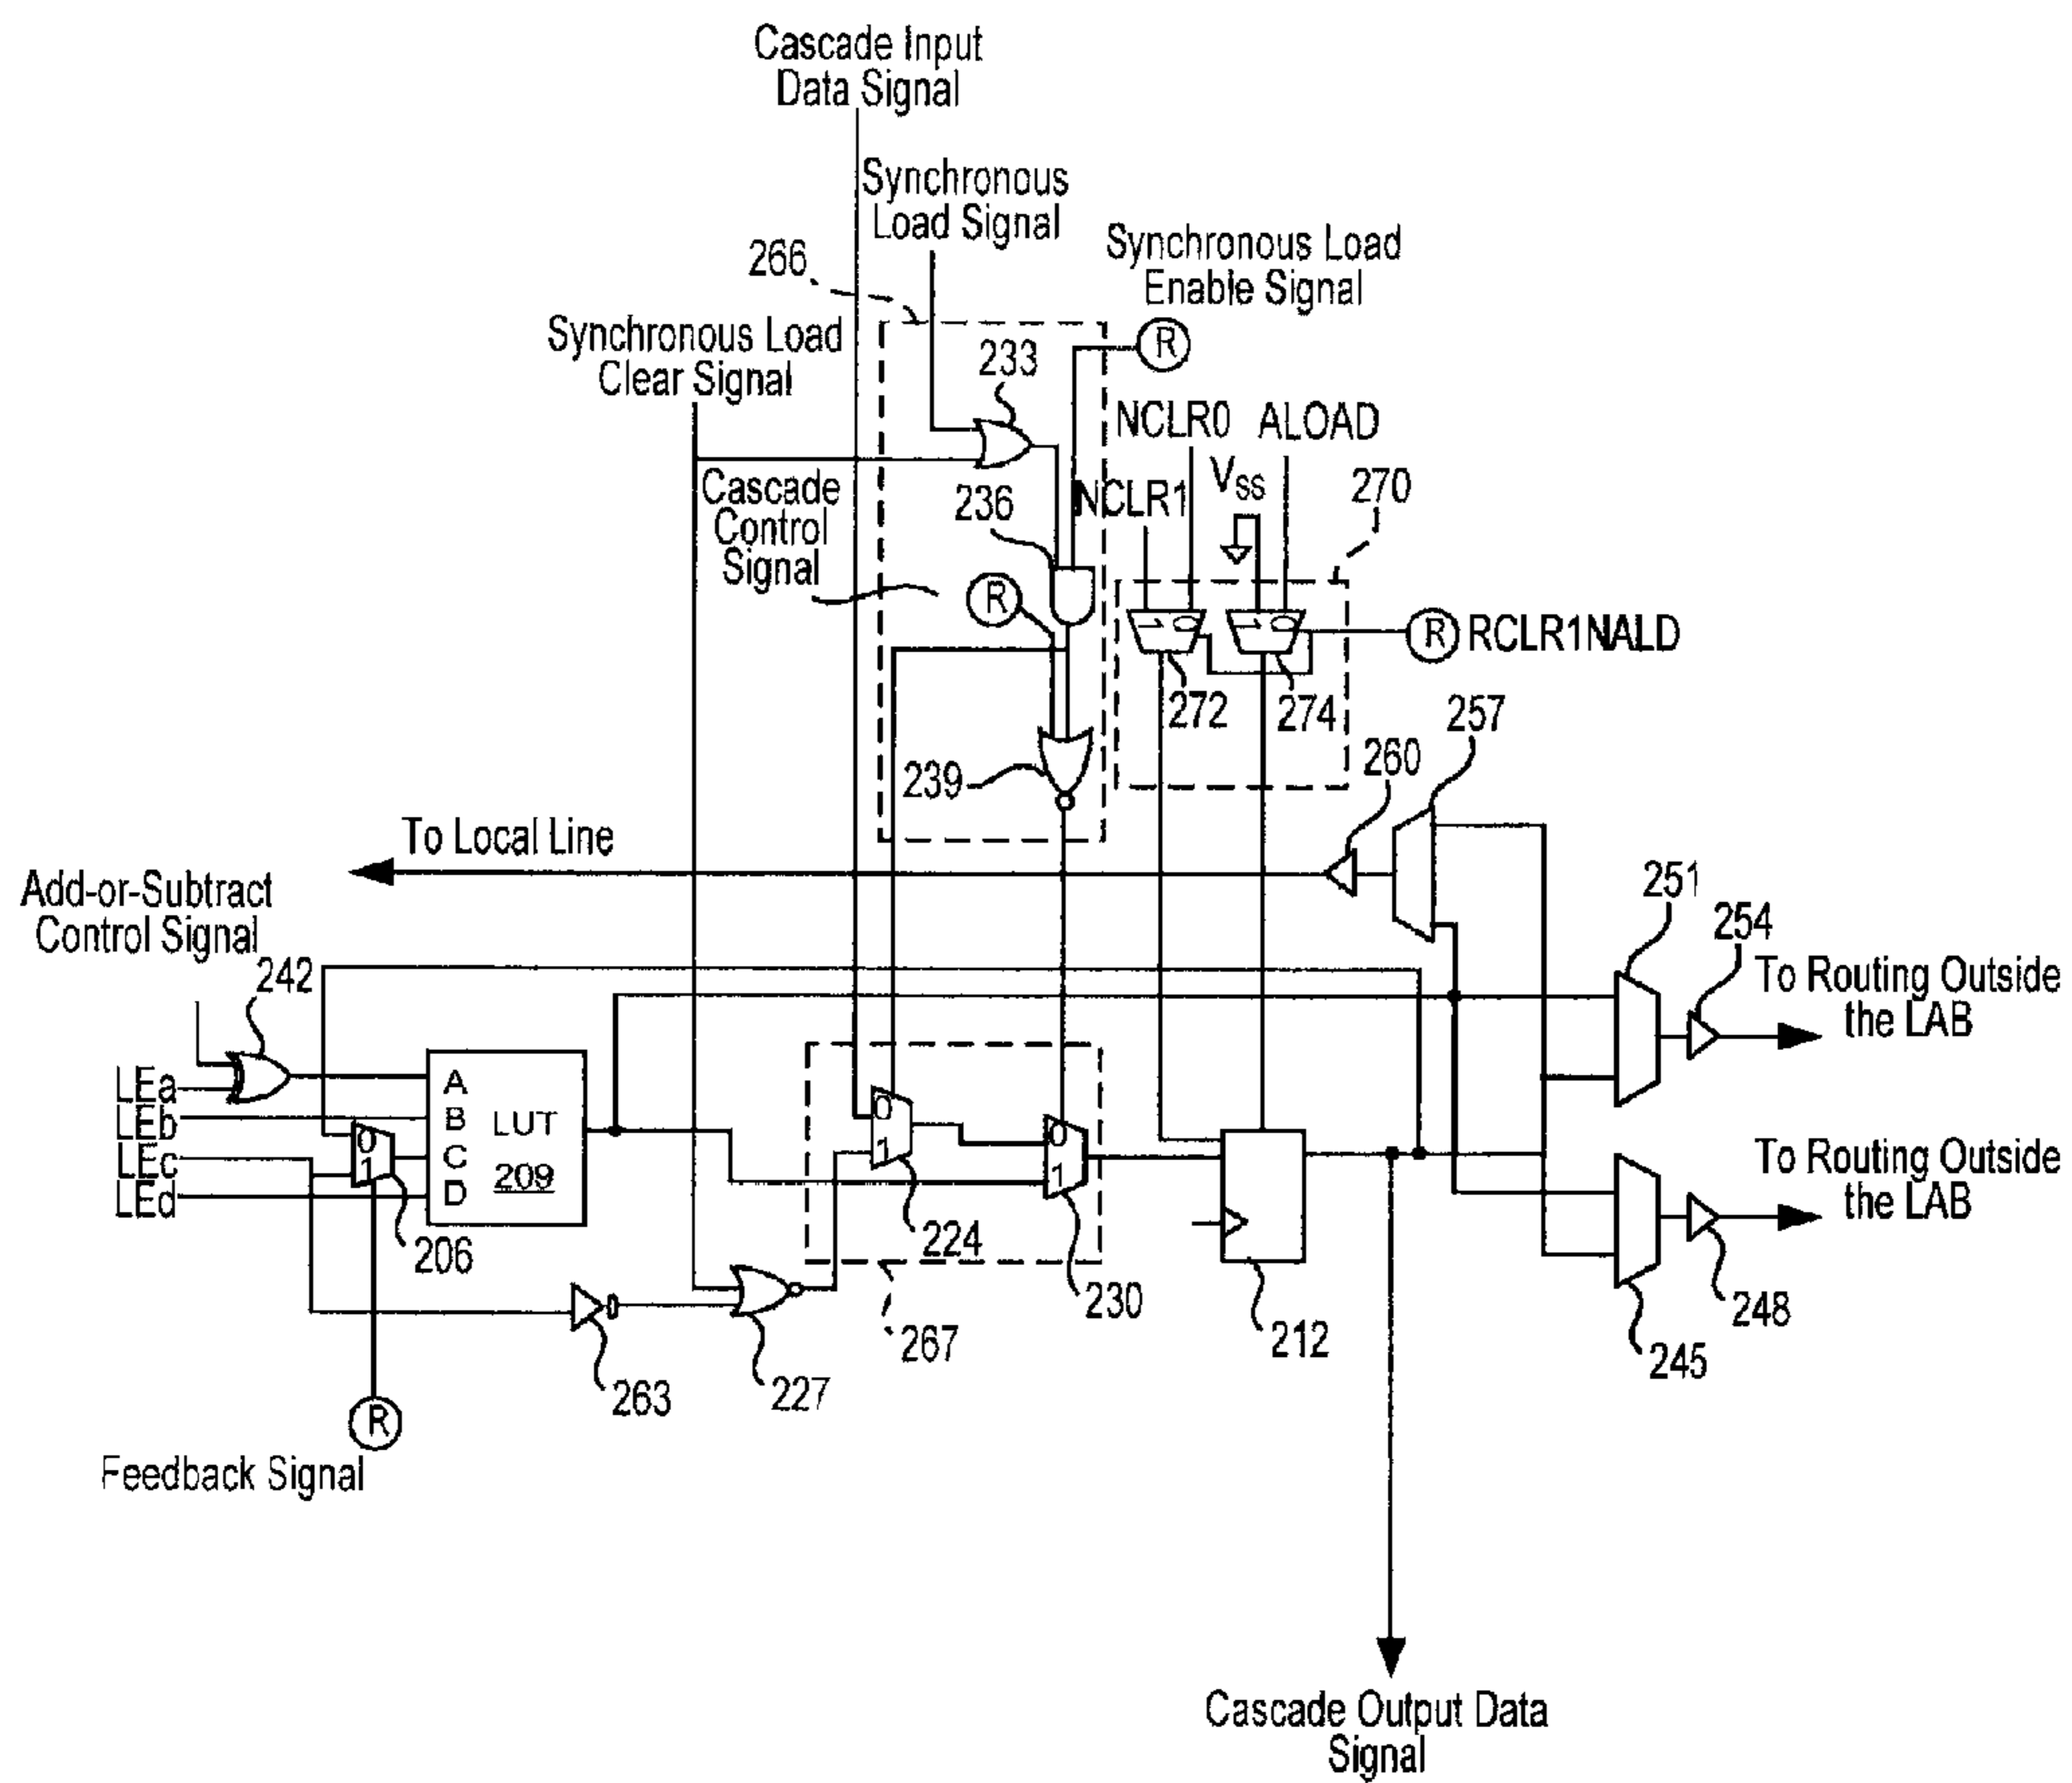 Cascade Input
Data Signal
Synchronous
Load Signal
Synchronous Load
Enable Signal
266
R
Synchronous Load
Clear Signal
233
NCLR0
ALOAD
VSS
270
NCLR1
Cascade
Control
Signal
236
R
R
RCLR1NALD
1
0
1
0
272
274
257
239
260
To Local Line
251
254
Add-or-Subtract
Control Signal
242
To Routing Outside
the LAB
LEa
LEb
LEc
LEd
0
1
A
B
C
D
LUT
209
0
1
0
1
To Routing Outside
the LAB
206
224
230
248
267
212
245
263
227
R
Feedback Signal
Cascade Output Data
Signal